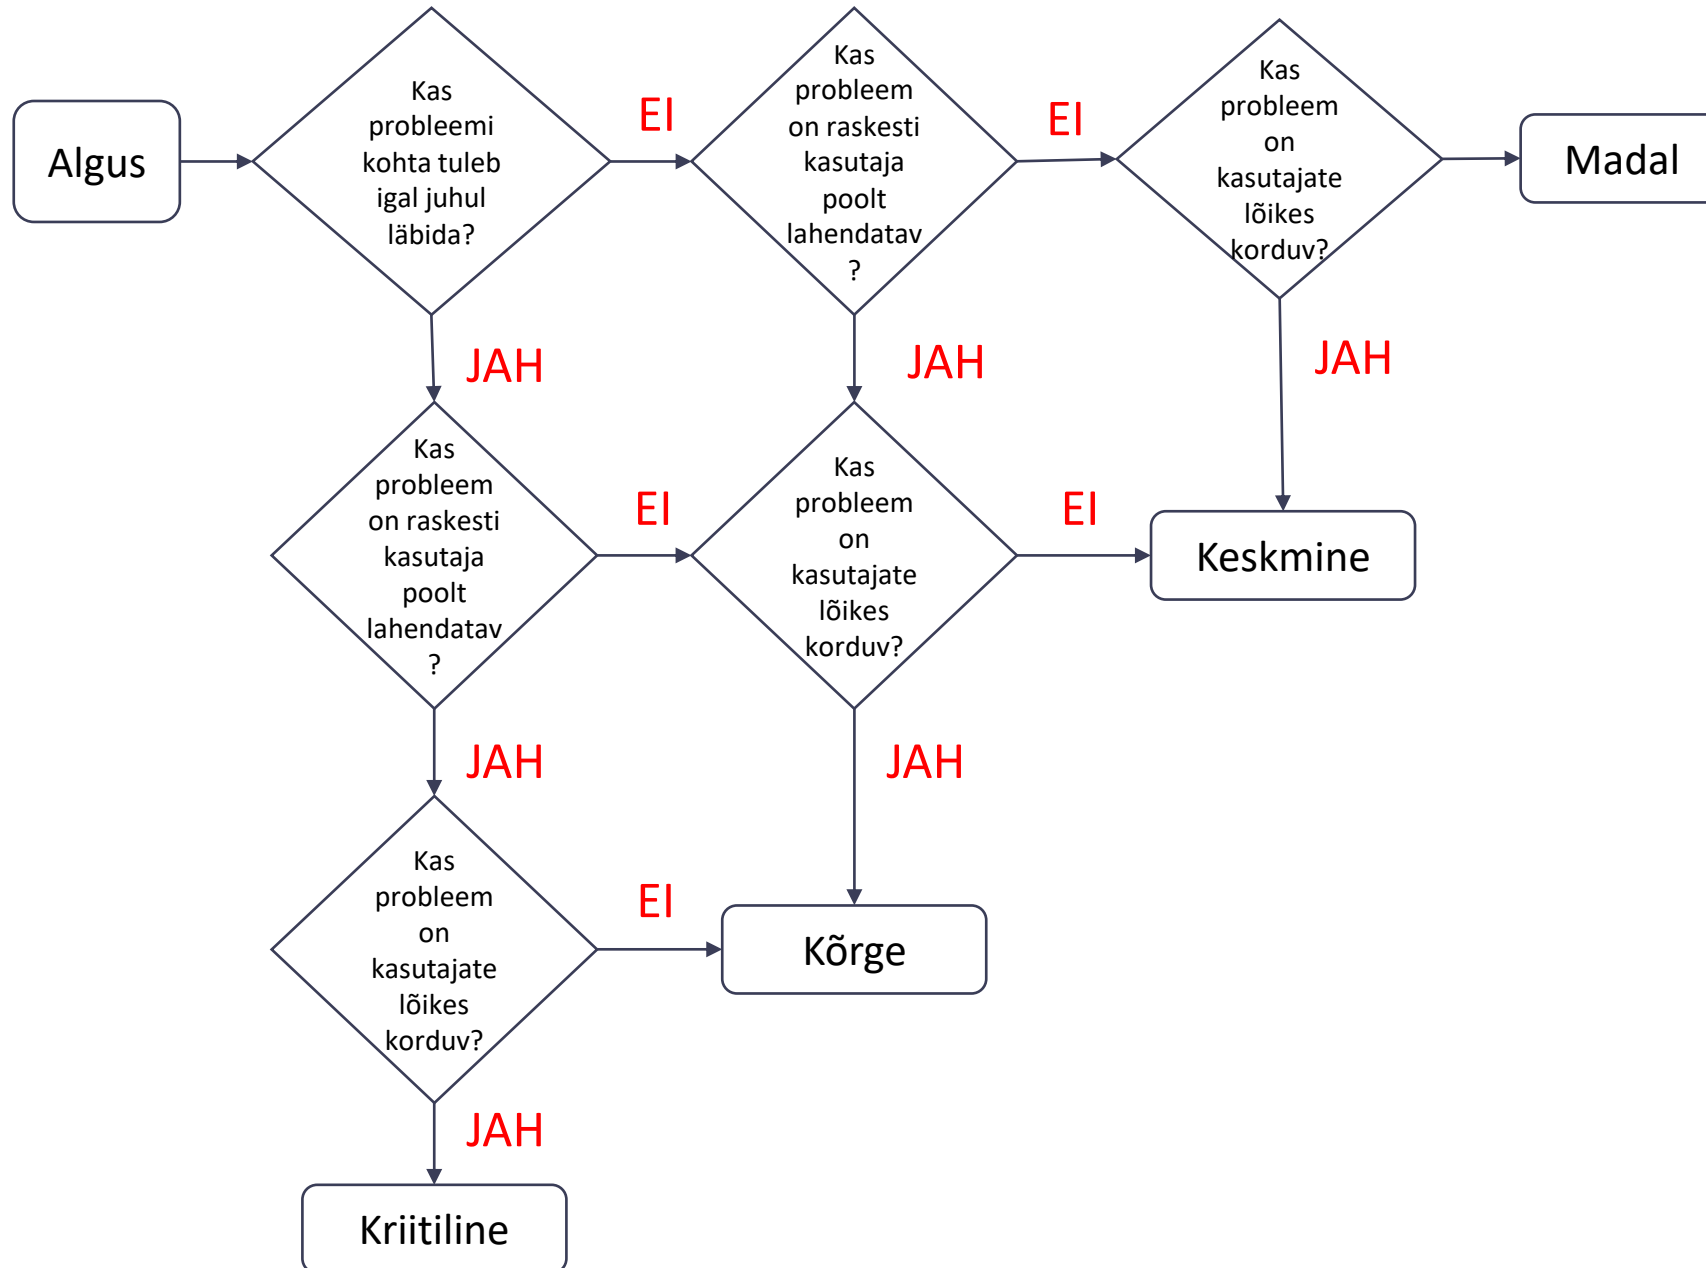 Algus
Kas
probleemi
kohta tuleb
igal juhul
läbida?
EI
Kas
probleem
on raskesti
kasutaja
poolt
lahendatav
?
EI
Kas
probleem
on
kasutajate
lõikes
korduv?
Madal
JAH
JAH
JAH
Kas
probleem
on raskesti
kasutaja
poolt
lahendatav
?
EI
Kas
probleem
on
kasutajate
lõikes
korduv?
EI
Keskmine
JAH
JAH
Kas
probleem
on
kasutajate
lõikes
korduv?
EI
Kõrge
JAH
Kriitiline